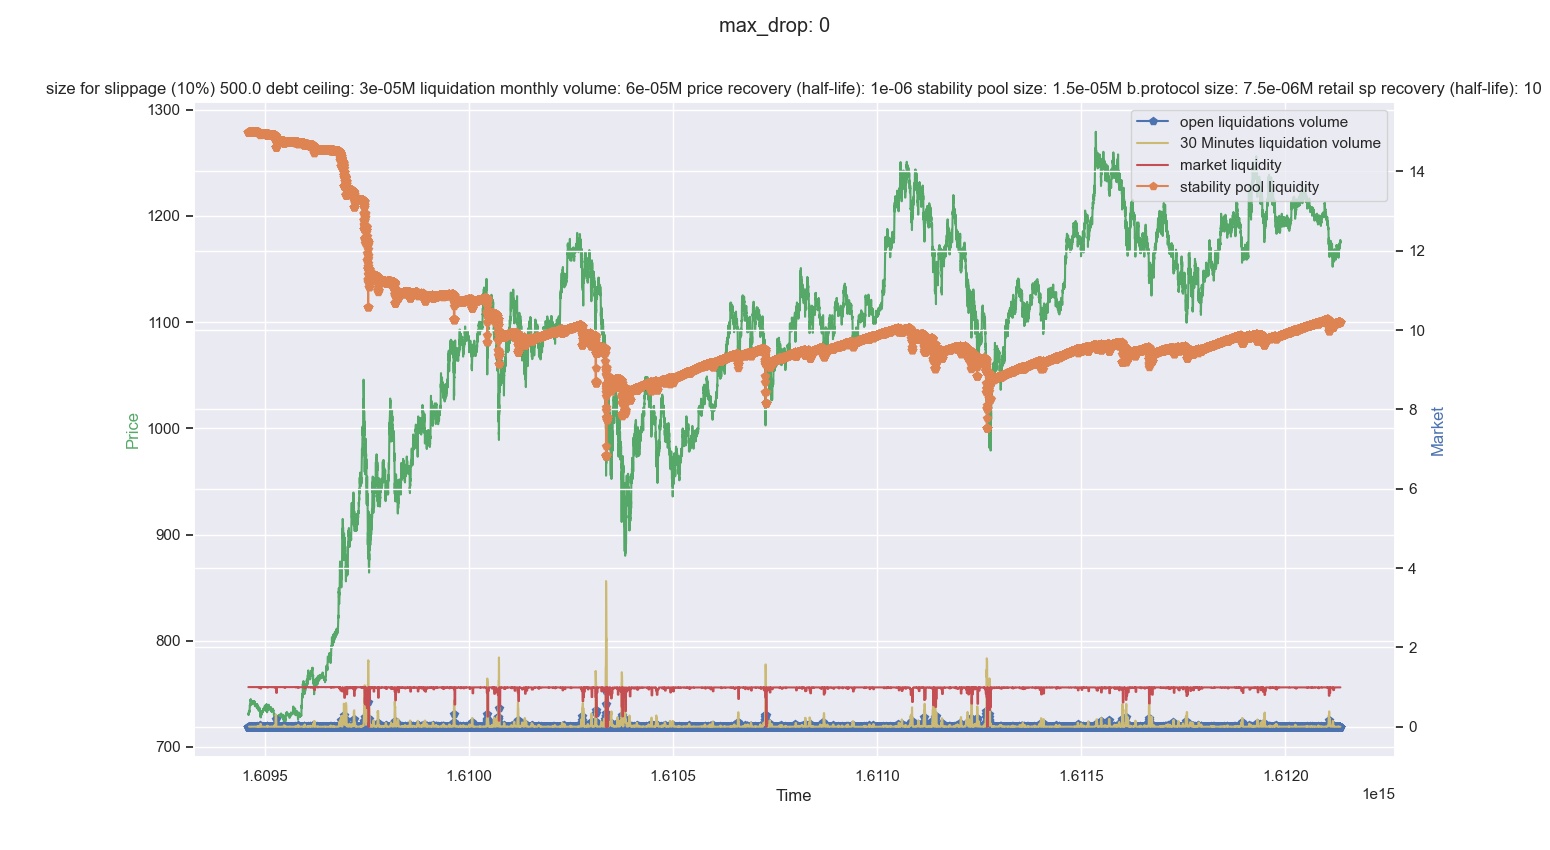 max_drop: 0
size for slippage (10%) 500.0 debt ceiling: 3e-05M liquidation monthly volume: 6e-05M price recovery (half-life): 1e-06 stability pool size: 1.5e-05M b.protocol size: 7.5e-06M retail sp recovery (half-life): 10
1300
1200
1100
1000
900
800
700
Price
open liquidations volume
30 Minutes liquidation volume
market liquidity
stability pool liquidity
14
12
10
8
6
4
2
0
Market
1.6095
1.6100
1.6105
1.6110
1.6115
1.6120
1e15
Time